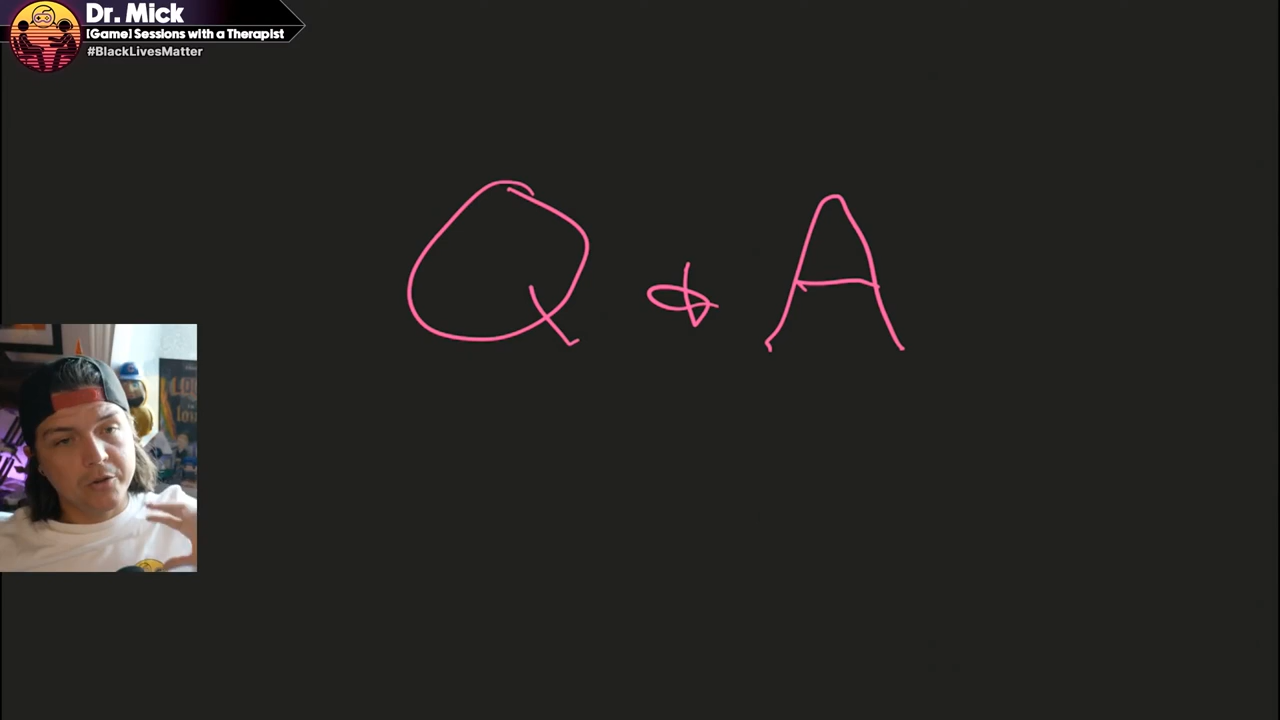 Dr. Mick
[Game] Sessions with a Therapist
#BlackLivesMatter
Q & A